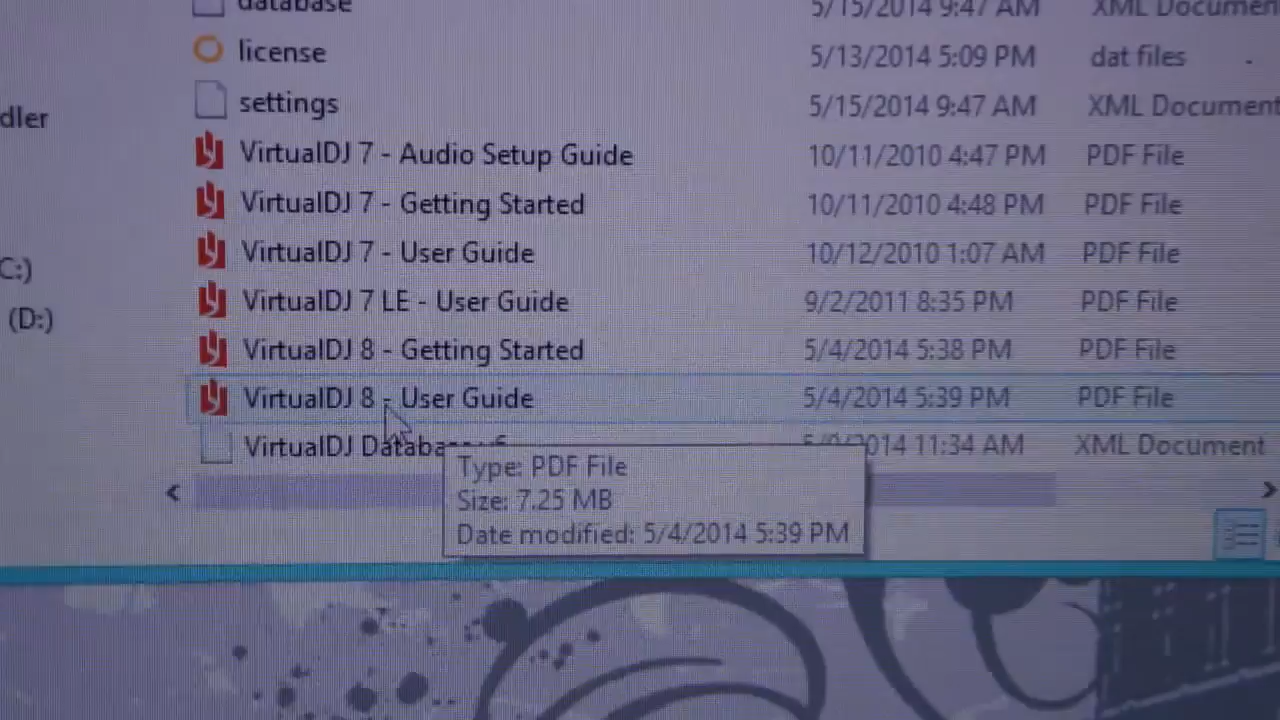 database 5/15/2014 9:47 AM XML Documen
license 5/13/2014 5:09 PM dat files
settings 5/15/2014 9:47 AM XML Document
dler
VirtualDJ 7 - Audio Setup Guide 10/11/2010 4:47 PM PDF File
VirtualDJ 7 - Getting Started 10/11/2010 4:48 PM PDF File
VirtualDJ 7 - User Guide 10/12/2010 1:07 AM PDF File
C:)
VirtualDJ 7 LE - User Guide 9/2/2011 8:35 PM PDF File
(D:)
VirtualDJ 8 - Getting Started 5/4/2014 5:38 PM PDF File
VirtualDJ 8 - User Guide 5/4/2014 5:39 PM PDF File
VirtualDJ Databa 014 11:34 AM XML Document
Type: PDF File
Size: 7.25 MB
Date modified: 5/4/2014 5:39 PM